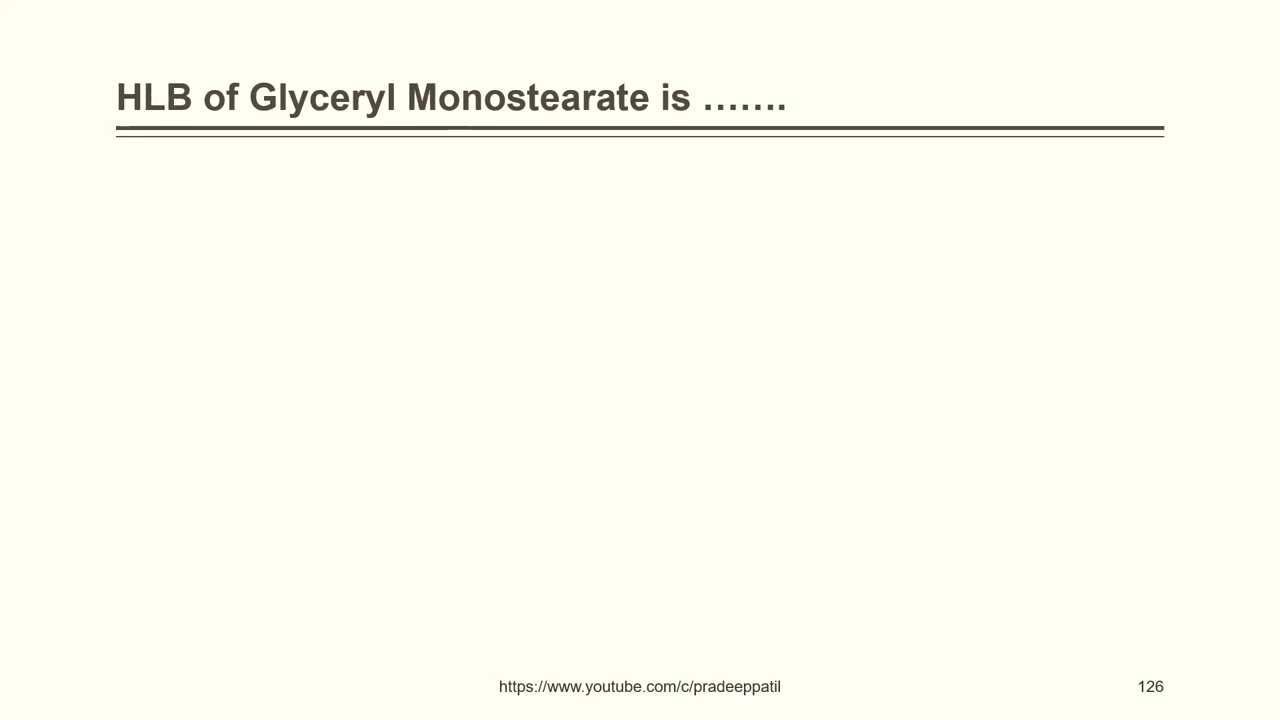 HLB of Glyceryl Monostearate is …….
https://www.youtube.com/c/pradeeppatil
126